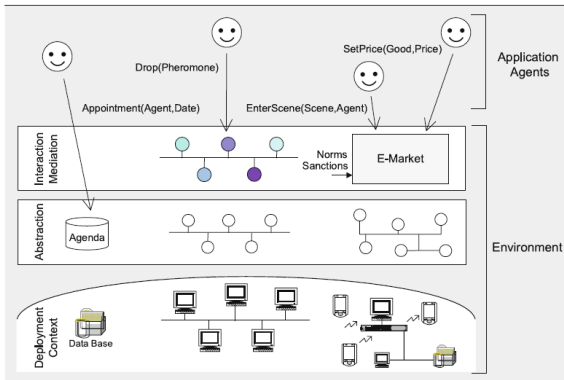 SetPrice(Good,Price)
Application
Agents
Drop(Pheromone)
Appointment(Agent,Date)
EnterScene(Scene,Agent)
Interaction
Mediation
Norms
Sanctions
E-Market
Abstraction
Agenda
Environment
Deployment
Context
Data Base